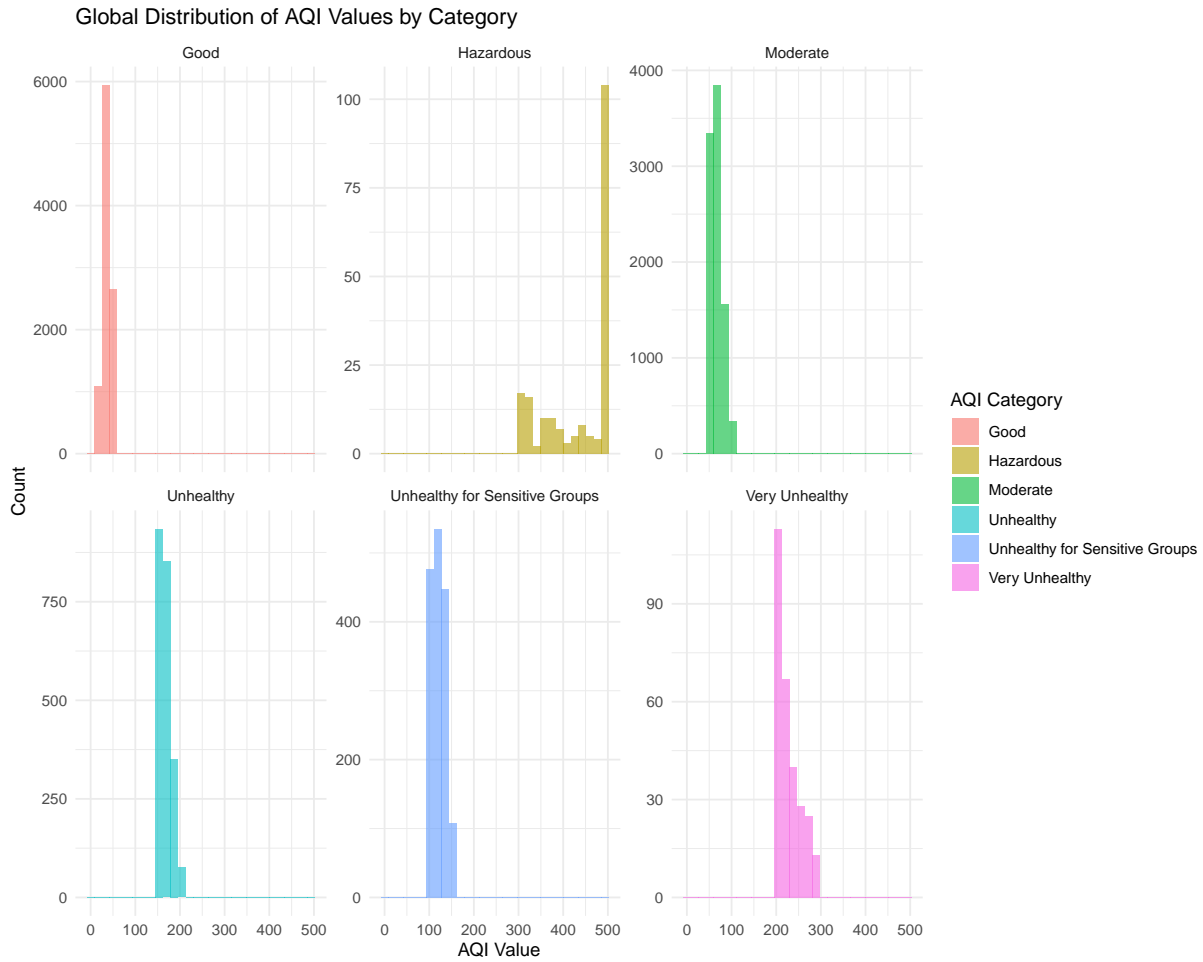 Global Distribution of AQI Values by Category
Good
Hazardous
Moderate
6000
4000
2000
0
100
75
50
25
0
4000
3000
2000
1000
0
Count
Unhealthy
Unhealthy for Sensitive Groups
Very Unhealthy
750
500
250
0
400
200
0
90
60
30
0
0 100 200 300 400 500
0 100 200 300 400 500
0 100 200 300 400 500
AQI Value
AQI Category
Good
Hazardous
Moderate
Unhealthy
Unhealthy for Sensitive Groups
Very Unhealthy